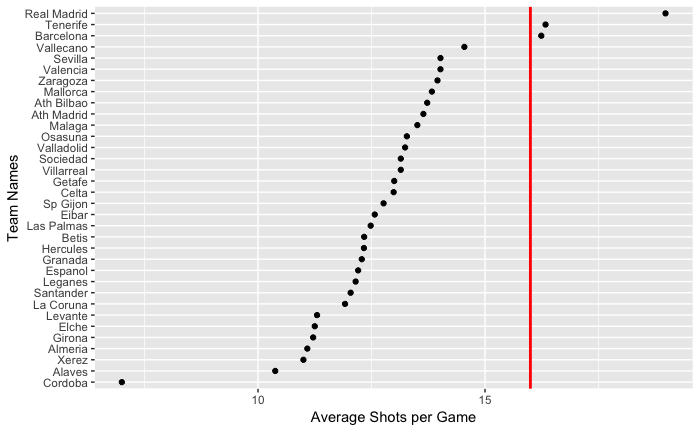 Real Madrid
Tenerife
Barcelona
Vallecano
Sevilla
Valencia
Zaragoza
Mallorca
Ath Bilbao
Ath Madrid
Malaga
Osasuna
Valladolid
Sociedad
Villarreal
Getafe
Celta
Sp Gijon
Eibar
Las Palmas
Betis
Hercules
Granada
Espanol
Leganes
Santander
La Coruna
Levante
Elche
Girona
Almeria
Xerez
Alaves
Cordoba
Team Names
10 15
Average Shots per Game